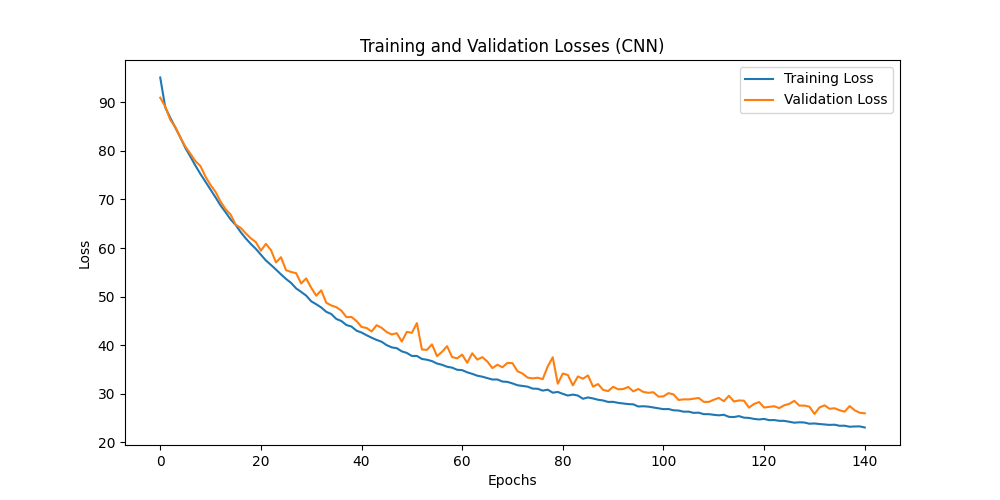 Training and Validation Losses (CNN)
Training Loss
Validation Loss
Loss
90
80
70
60
50
40
30
20
0 20 40 60 80 100 120 140
Epochs